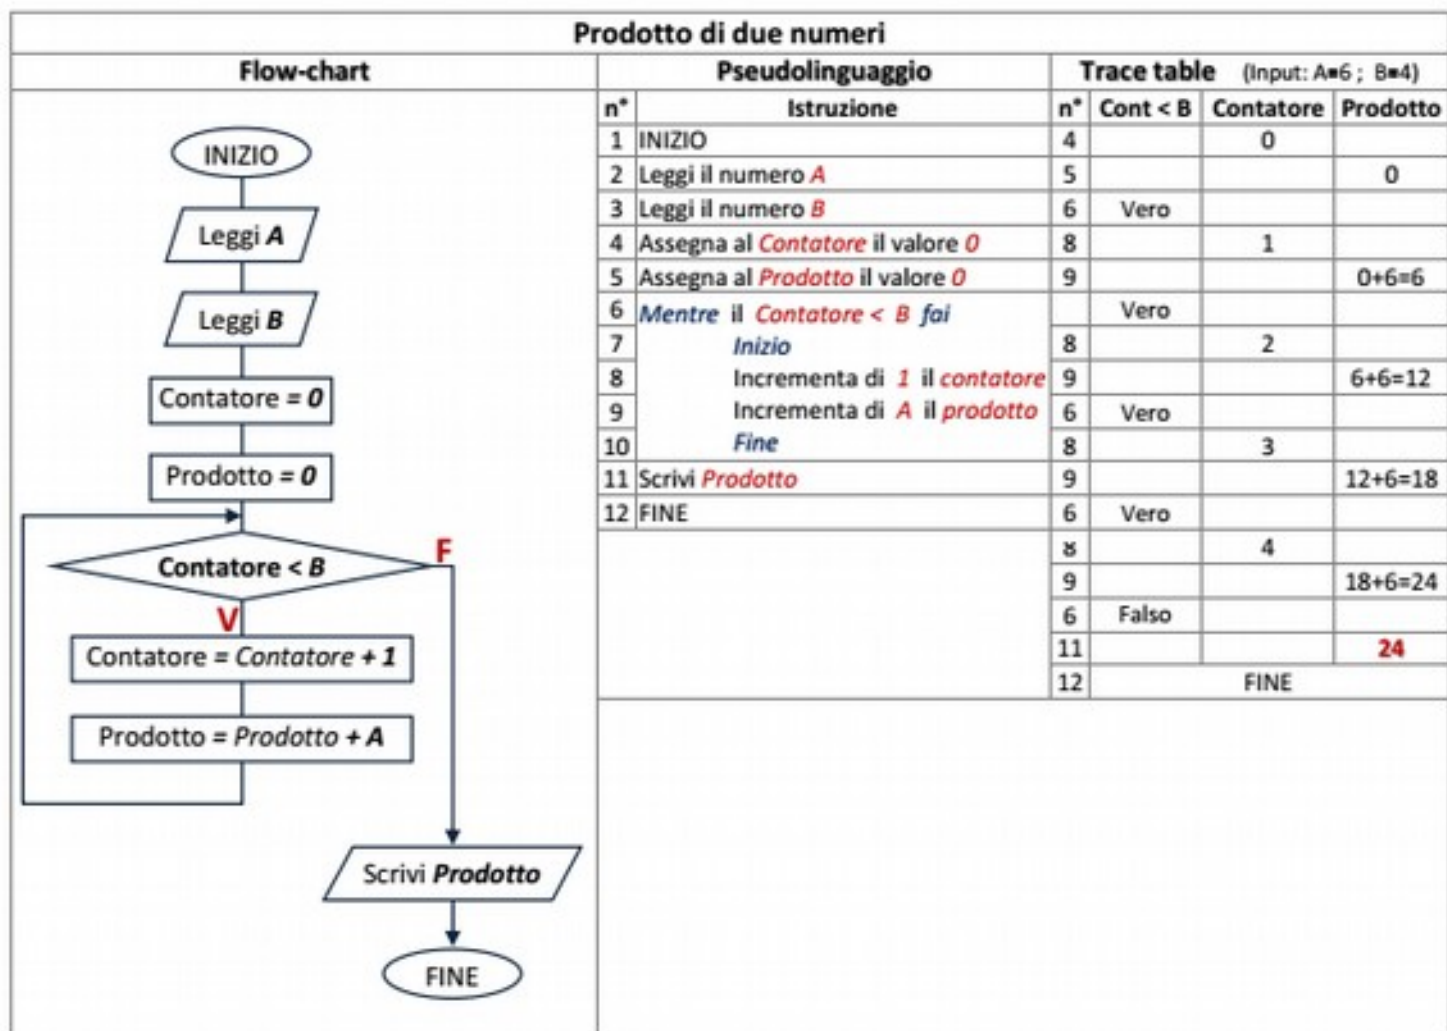 Prodotto di due numeri
Flow-chart
INIZIO
Leggi A
Leggi B
Contatore = 0
Prodotto = 0
Contatore < B
F
V
Contatore = Contatore + 1
Prodotto = Prodotto + A
Scrivi Prodotto
FINE
Pseudolinguaggio
n° Istruzione
1 INIZIO
2 Leggi il numero A
3 Leggi il numero B
4 Assegna al Contatore il valore 0
5 Assegna al Prodotto il valore 0
6 Mentre il Contatore < B fai
7 Inizio
8 Incrementa di 1 il contatore
9 Incrementa di A il prodotto
10 Fine
11 Scrivi Prodotto
12 FINE
Trace table (Input: A=6 ; B=4)
n° Cont < B Contatore Prodotto
4 0
5 0
6 Vero
8 1
9 0+6=6
Vero
8 2
9 6+6=12
6 Vero
8 3
9 12+6=18
6 Vero
8 4
9 18+6=24
6 Falso
11 24
12 FINE